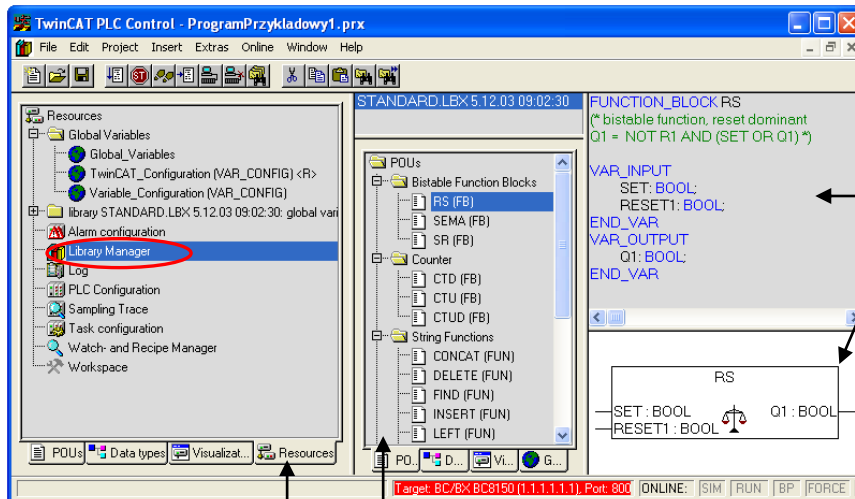 TwinCAT PLC Control - ProgramPrzykladowy1.prx
File Edit Project Insert Extras Online Window Help
Resources
Global Variables
Global_Variables
TwinCAT_Configuration (VAR_CONFIG) <R>
Variable_Configuration (VAR_CONFIG)
library STANDARD.LBX 5.12.03 09:02:30: global vari
Alarm configuration
Library Manager
Log
PLC Configuration
Sampling Trace
Task configuration
Watch- and Recipe Manager
Workspace
POUs Data types Visualizat... Resources
STANDARD.LBX 5.12.03 09:02:30
POUs
Bistable Function Blocks
RS (FB)
SEMA (FB)
SR (FB)
Counter
CTD (FB)
CTU (FB)
CTUD (FB)
String Functions
CONCAT (FUN)
DELETE (FUN)
FIND (FUN)
INSERT (FUN)
LEFT (FUN)
PO.. D... Vi... G...
FUNCTION_BLOCK RS
(* bistable function, reset dominant
Q1 = NOT R1 AND (SET OR Q1) *)
VAR_INPUT
SET: BOOL;
RESET1: BOOL;
END_VAR
VAR_OUTPUT
Q1: BOOL;
END_VAR
RS
SET : BOOL Q1 : BOOL
RESET1 : BOOL
Target: BC/BX BC8150 (1.1.1.1.1.1), Port: 800 ONLINE: SIM RUN BP FORCE